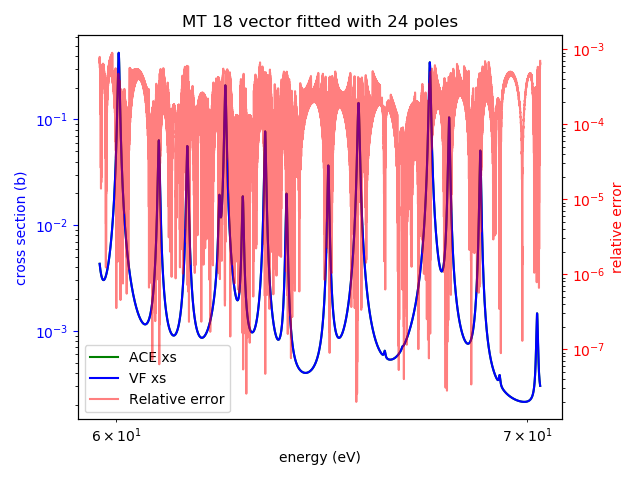 MT 18 vector fitted with 24 poles
cross section (b)
10⁻¹
10⁻²
10⁻³
10⁻³
10⁻⁴
10⁻⁵
10⁻⁶
10⁻⁷
relative error
ACE xs
VF xs
Relative error
6 × 10¹
7 × 10¹
energy (eV)